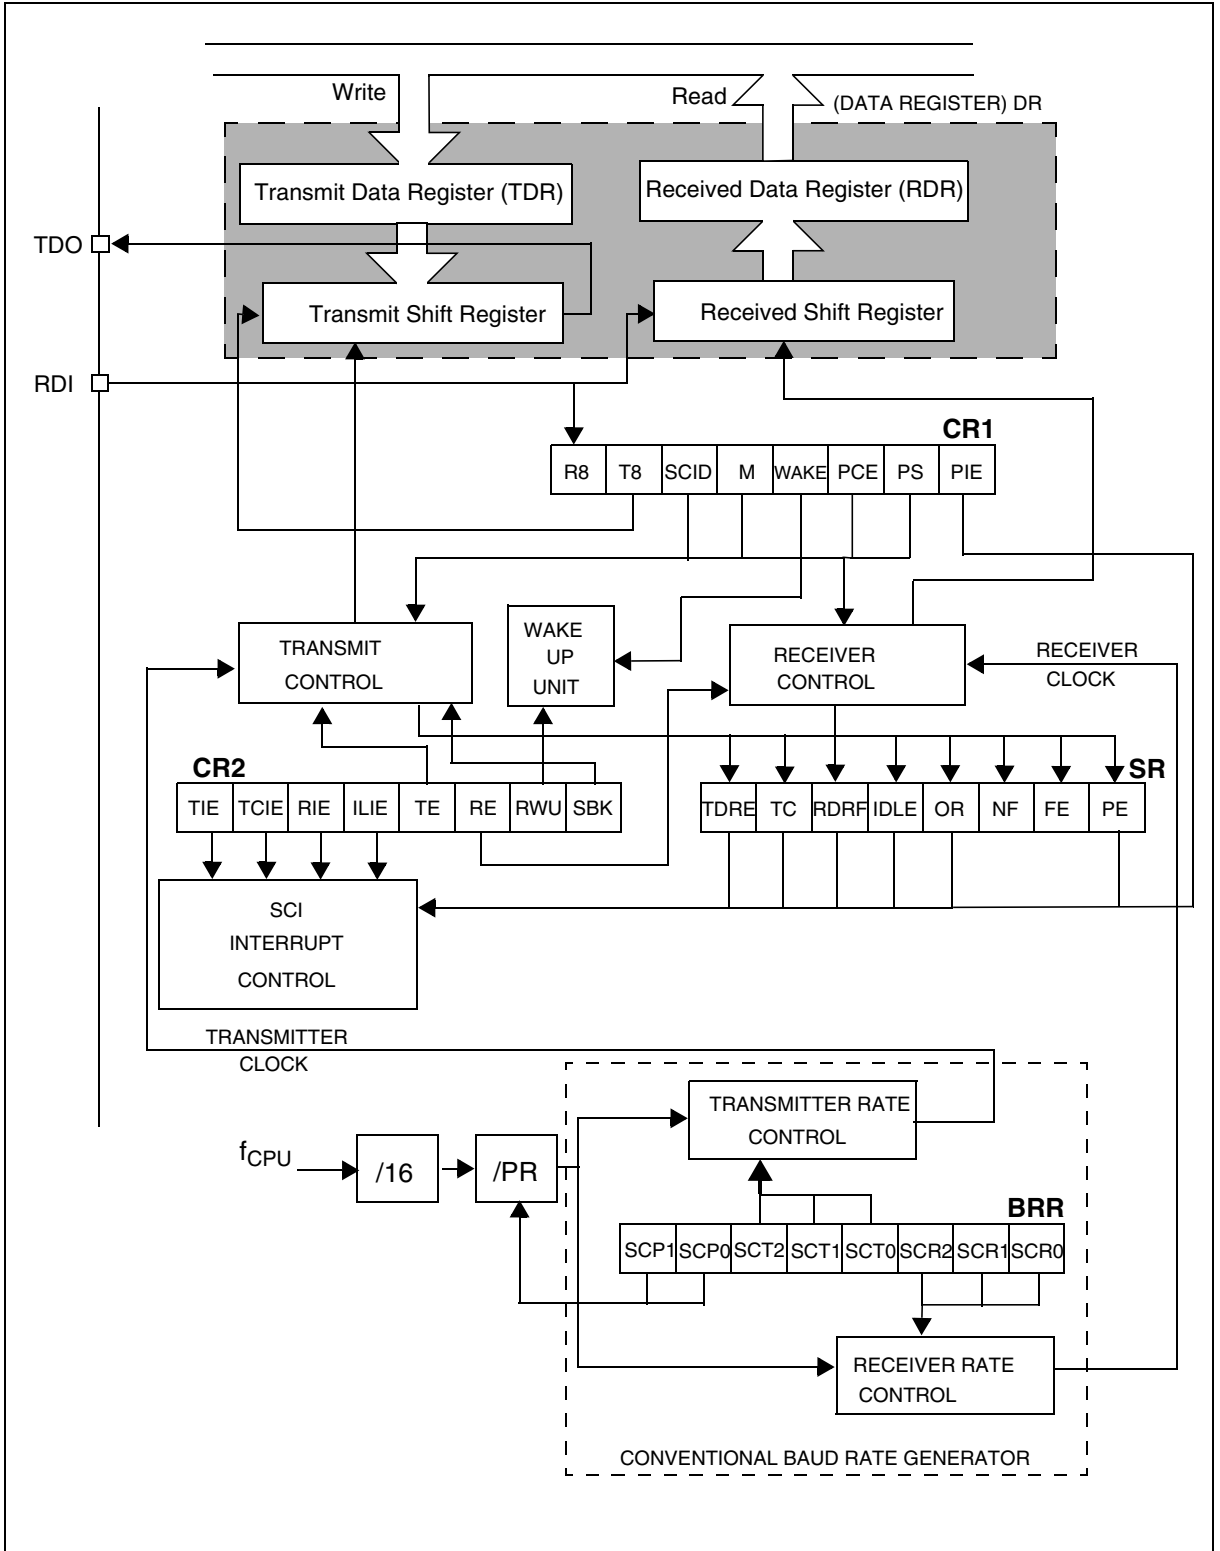 Write
Read
(DATA REGISTER) DR
Transmit Data Register (TDR)
Received Data Register (RDR)
TDO
Transmit Shift Register
Received Shift Register
RDI
CR1
R8 T8 SCID M WAKE PCE PS PIE
TRANSMIT
CONTROL
WAKE
UP
UNIT
RECEIVER
CONTROL
RECEIVER
CLOCK
CR2
TIE TCIE RIE ILIE TE RE RWU SBK
SR
TDRE TC RDRF IDLE OR NF FE PE
SCI
INTERRUPT
CONTROL
TRANSMITTER
CLOCK
TRANSMITTER RATE
CONTROL
fCPU
/16
/PR
BRR
SCP1 SCP0 SCT2 SCT1 SCT0 SCR2 SCR1 SCR0
RECEIVER RATE
CONTROL
CONVENTIONAL BAUD RATE GENERATOR